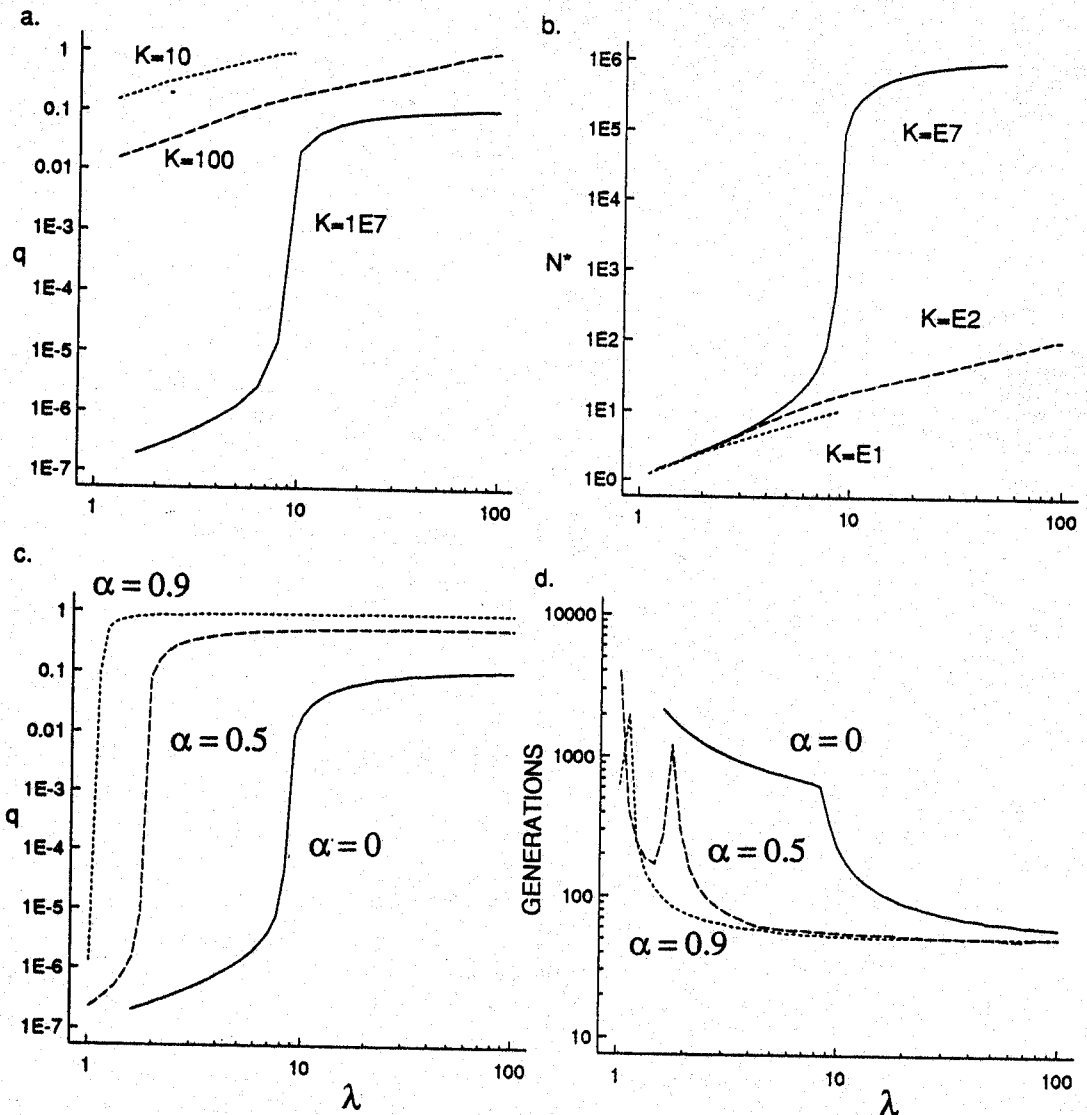 a.
K=10
K=100
K=1E7
1
0.1
0.01
1E-3
q
1E-4
1E-5
1E-6
1E-7
1
10
100
b.
1E6
1E5
1E4
N*
1E3
1E2
1E1
1E0
K=E7
K=E2
K=E1
1
10
100
c.
α = 0.9
α = 0.5
α = 0
1
0.1
0.01
1E-3
q
1E-4
1E-5
1E-6
1E-7
1
10
100
λ
d.
10000
1000
GENERATIONS
100
10
α = 0
α = 0.5
α = 0.9
1
10
100
λ